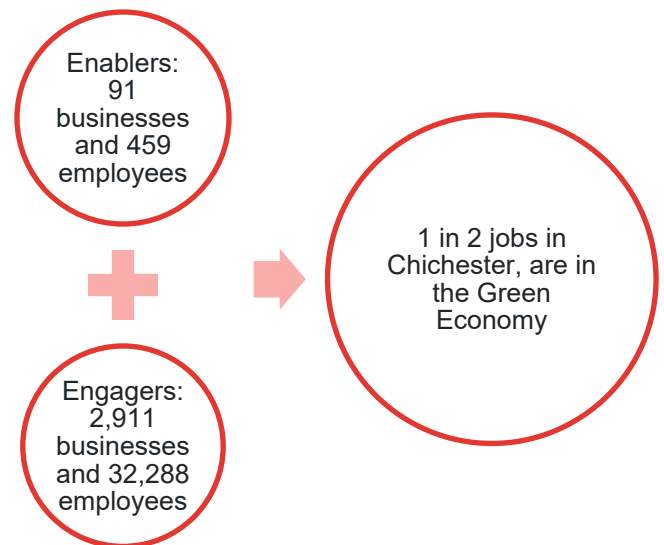 Enablers:
91
businesses
and 459
employees
1 in 2 jobs in
Chichester, are in
the Green
Economy
Engagers:
2,911
businesses
and 32,288
employees